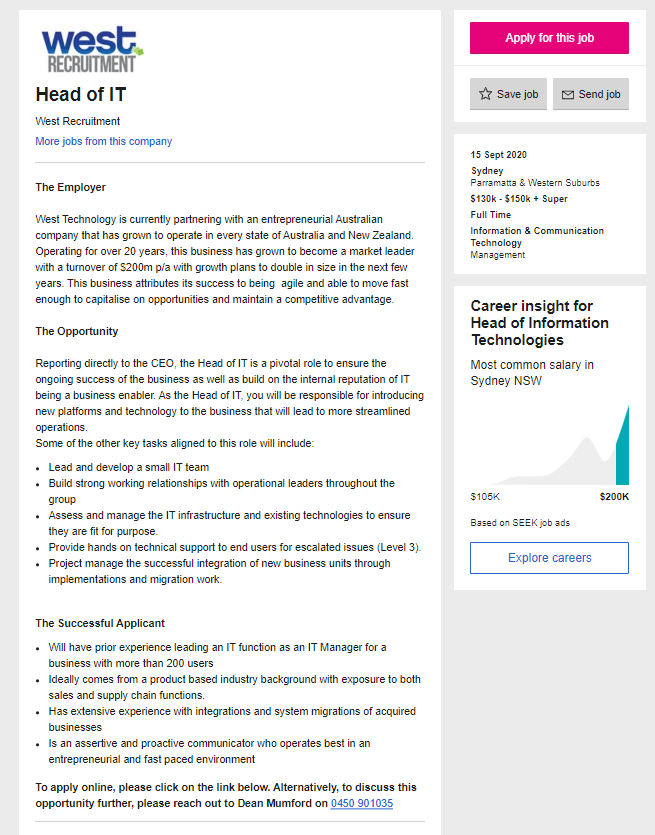 west.
RECRUITMENT
Head of IT
West Recruitment
More jobs from this company
The Employer
West Technology is currently partnering with an entrepreneurial Australian
company that has grown to operate in every state of Australia and New Zealand.
Operating for over 20 years, this business has grown to become a market leader
with a turnover of $200m p/a with growth plans to double in size in the next few
years. This business attributes its success to being  agile and able to move fast
enough to capitalise on opportunities and maintain a competitive advantage.
The Opportunity
Reporting directly to the CEO, the Head of IT is a pivotal role to ensure the
ongoing success of the business as well as build on the internal reputation of IT
being a business enabler. As the Head of IT, you will be responsible for introducing
new platforms and technology to the business that will lead to more streamlined
operations.
Some of the other key tasks aligned to this role will include:
• Lead and develop a small IT team
• Build strong working relationships with operational leaders throughout the
group
• Assess and manage the IT infrastructure and existing technologies to ensure
they are fit for purpose.
• Provide hands on technical support to end users for escalated issues (Level 3).
• Project manage the successful integration of new business units through
implementations and migration work.
The Successful Applicant
• Will have prior experience leading an IT function as an IT Manager for a
business with more than 200 users
• Ideally comes from a product based industry background with exposure to both
sales and supply chain functions.
• Has extensive experience with integrations and system migrations of acquired
businesses
• Is an assertive and proactive communicator who operates best in an
entrepreneurial and fast paced environment
To apply online, please click on the link below. Alternatively, to discuss this
opportunity further, please reach out to Dean Mumford on 0450 901035
Apply for this job
Save job
Send job
15 Sept 2020
Sydney
Parramatta & Western Suburbs
$130k - $150k + Super
Full Time
Information & Communication
Technology
Management
Career insight for
Head of Information
Technologies
Most common salary in
Sydney NSW
$105K
$200K
Based on SEEK job ads
Explore careers